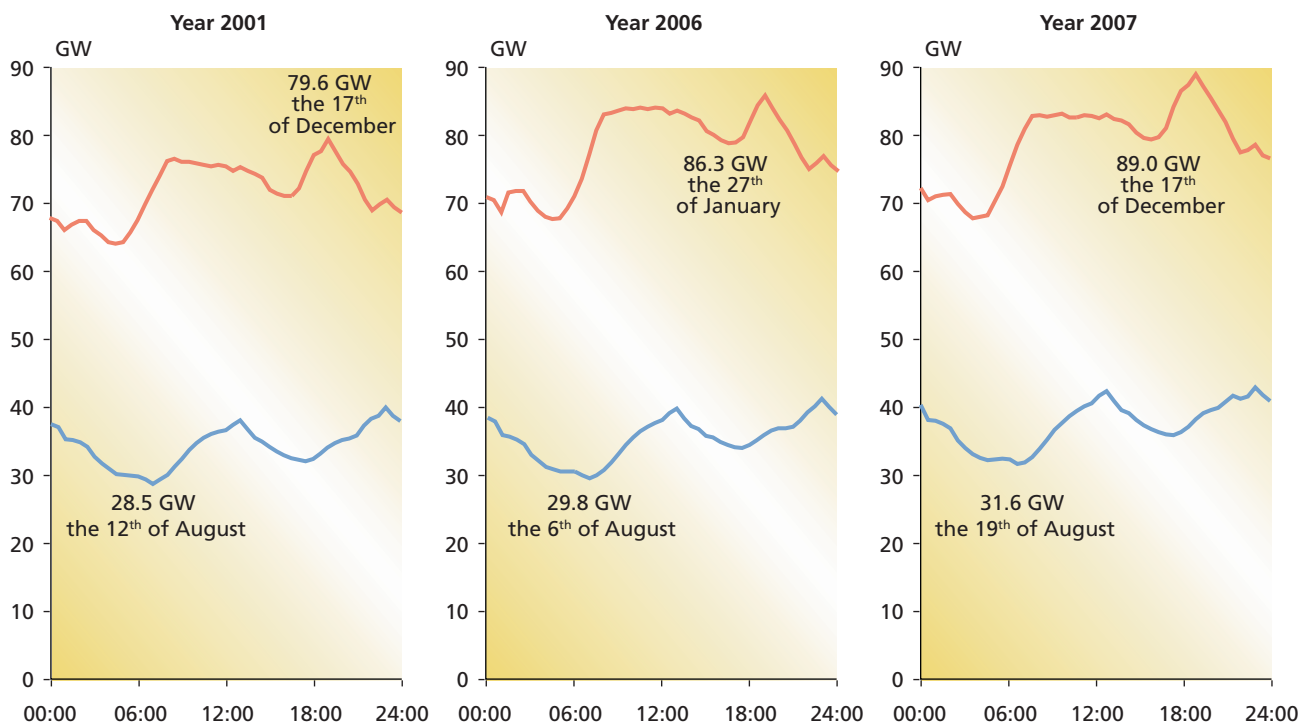 Year 2001
GW
90
80
70
60
50
40
30
20
10
0
79.6 GW
the 17th
of December
28.5 GW
the 12th of August
00:00 06:00 12:00 18:00 24:00
Year 2006
GW
90
80
70
60
50
40
30
20
10
0
86.3 GW
the 27th
of January
29.8 GW
the 6th of August
00:00 06:00 12:00 18:00 24:00
Year 2007
GW
90
80
70
60
50
40
30
20
10
0
89.0 GW
the 17th
of December
31.6 GW
the 19th of August
00:00 06:00 12:00 18:00 24:00